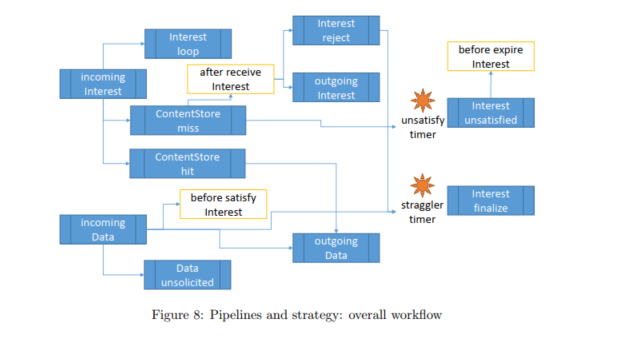 Interest
loop
Interest
reject
before expire
Interest
incoming
Interest
after receive
Interest
outgoing
Interest
ContentStore
miss
unsatisfy
timer
Interest
unsatisfied
ContentStore
hit
before satisfy
Interest
straggler
timer
Interest
finalize
incoming
Data
outgoing
Data
Data
unsolicited
Figure 8: Pipelines and strategy: overall workflow